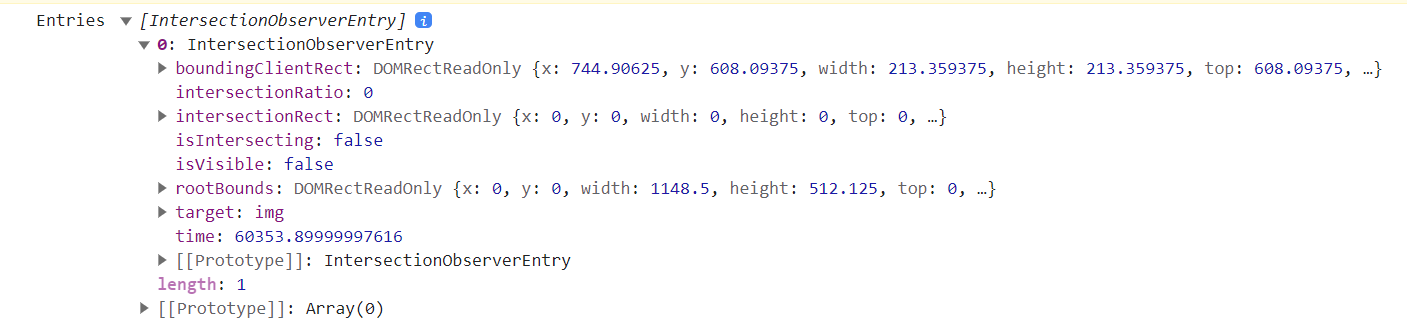 Entries ▼ [IntersectionObserverEntry] i
▼ 0: IntersectionObserverEntry
▶ boundingClientRect: DOMRectReadOnly {x: 744.90625, y: 608.09375, width: 213.359375, height: 213.359375, top: 608.09375, …}
intersectionRatio: 0
▶ intersectionRect: DOMRectReadOnly {x: 0, y: 0, width: 0, height: 0, top: 0, …}
isIntersecting: false
isVisible: false
▶ rootBounds: DOMRectReadOnly {x: 0, y: 0, width: 1148.5, height: 512.125, top: 0, …}
▶ target: img
time: 60353.89999997616
▶ [[Prototype]]: IntersectionObserverEntry
length: 1
▶ [[Prototype]]: Array(0)